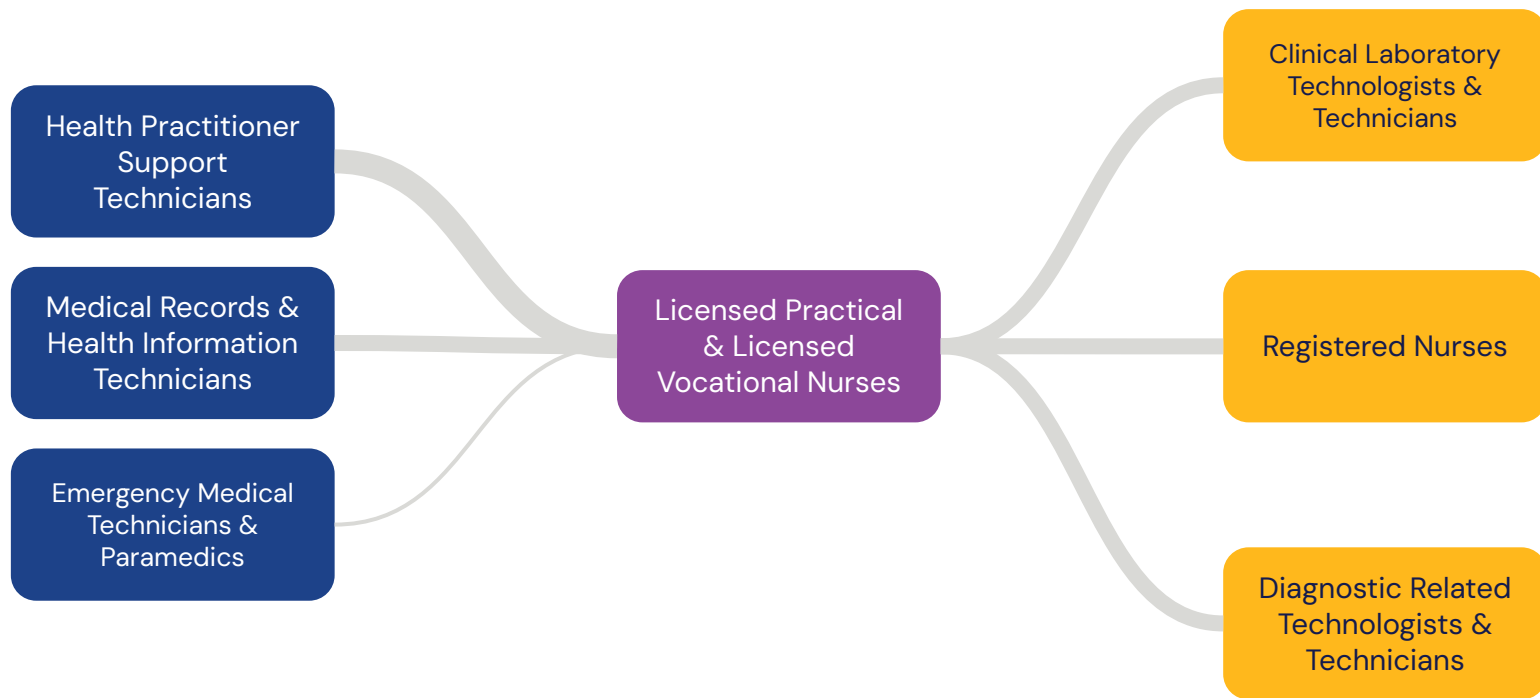 Health Practitioner
Support
Technicians
Medical Records &
Health Information
Technicians
Emergency Medical
Technicians &
Paramedics
Licensed Practical
& Licensed
Vocational Nurses
Clinical Laboratory
Technologists &
Technicians
Registered Nurses
Diagnostic Related
Technologists &
Technicians